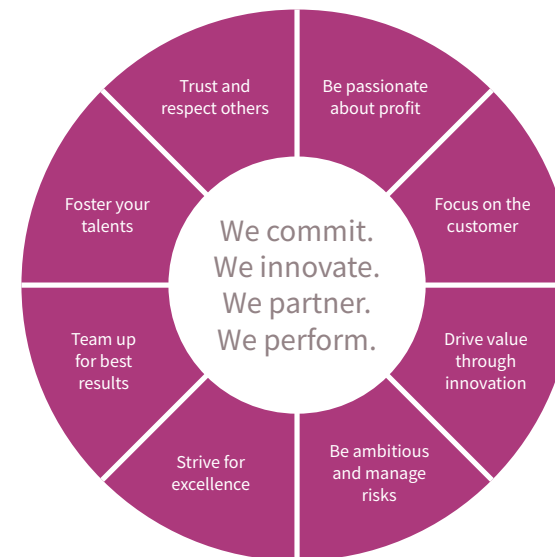 Trust and
respect others
Be passionate
about profit
Foster your
talents
Focus on the
customer
We commit.
We innovate.
We partner.
We perform.
Team up
for best
results
Drive value
through
innovation
Strive for
excellence
Be ambitious
and manage
risks